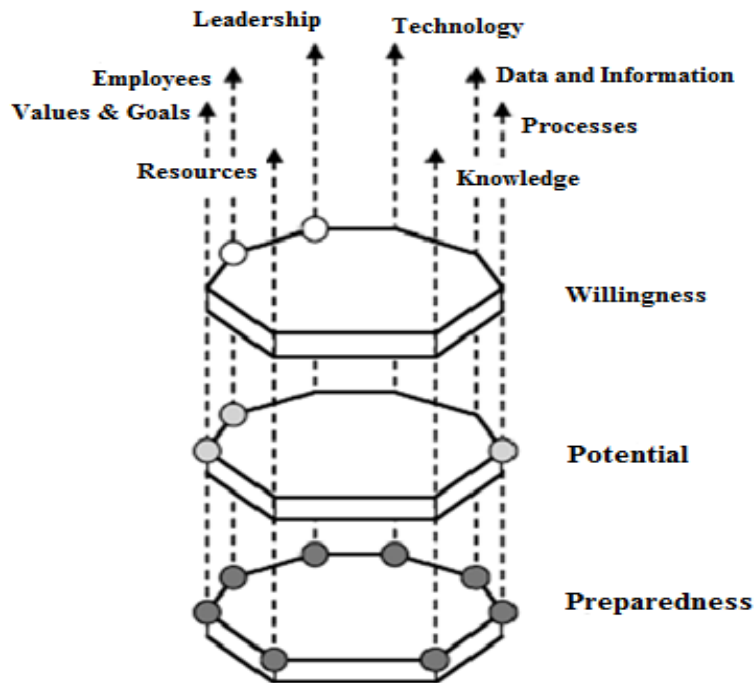 Leadership
Technology
Employees
Data and Information
Values & Goals
Processes
Resources
Knowledge
Willingness
Potential
Preparedness